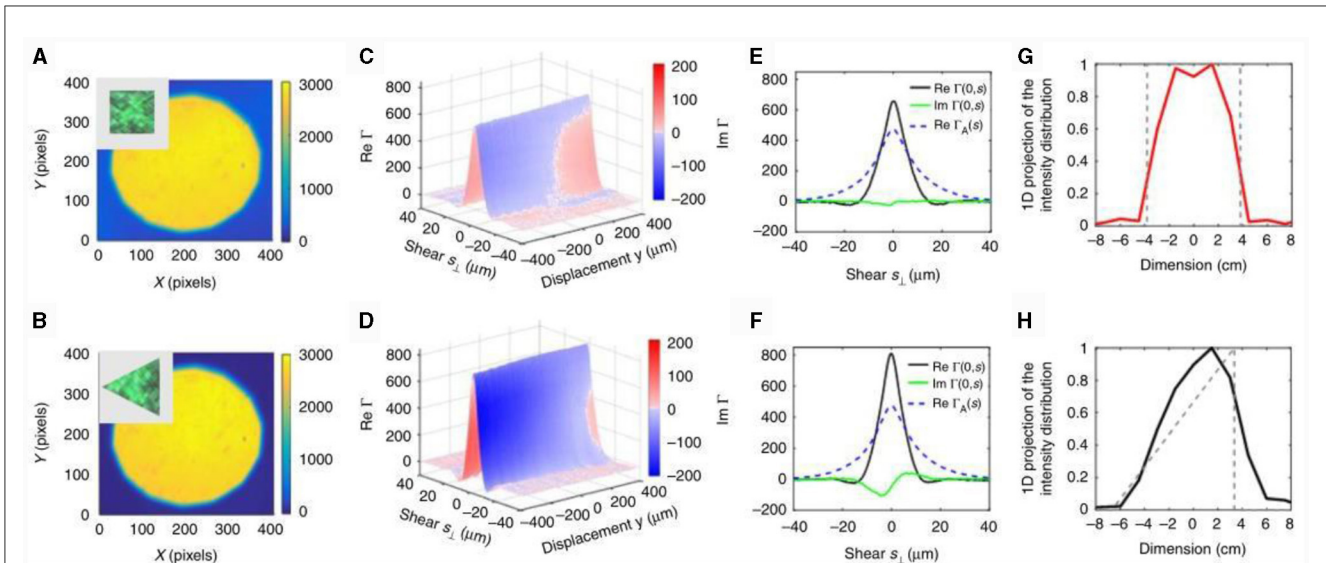 A
400
300
200
100
0
Y (pixels)
0 100 200 300 400
X (pixels)
3000
2000
1000
0
C
800
600
400
200
0
Re Γ
40
20
0
−20
−40
Shear s⊥ (μm)
−400
−200
0
200
400
Displacement y (μm)
200
100
0
−100
−200
Im Γ
E
800
600
400
200
0
−200
Re Γ(0,s)
Im Γ(0,s)
Re ΓA(s)
−40 −20 0 20 40
Shear s⊥ (μm)
G
1D projection of the
intensity distribution
1
0.8
0.6
0.4
0.2
0
−8 −6 −4 −2 0 2 4 6 8
Dimension (cm)
B
400
300
200
100
0
Y (pixels)
0 100 200 300 400
X (pixels)
3000
2000
1000
0
D
800
600
400
200
0
Re Γ
40
20
0
−20
−40
Shear s⊥ (μm)
−400
−200
0
200
400
Displacement y (μm)
200
100
0
−100
−200
Im Γ
F
800
600
400
200
0
−200
Re Γ(0,s)
Im Γ(0,s)
Re ΓA(s)
−40 −20 0 20 40
Shear s⊥ (μm)
H
1D projection of the
intensity distribution
1
0.8
0.6
0.4
0.2
0
−8 −6 −4 −2 0 2 4 6 8
Dimension (cm)